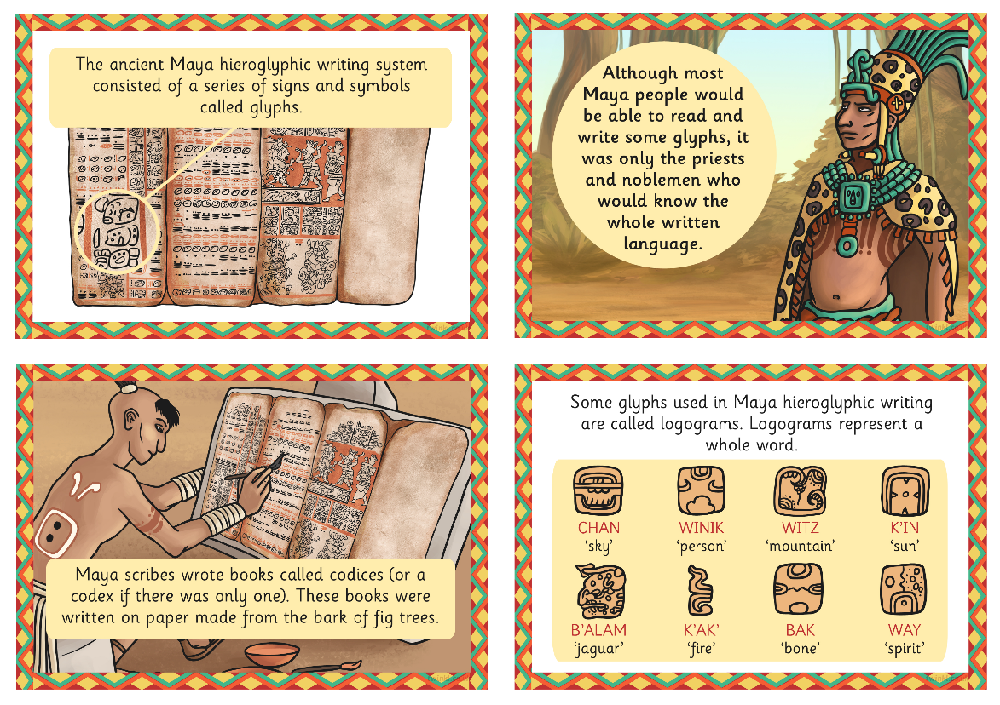 The ancient Maya hieroglyphic writing system
consisted of a series of signs and symbols
called glyphs.
Although most
Maya people would
be able to read and
write some glyphs, it
was only the priests
and noblemen who
would know the
whole written
language.
Maya scribes wrote books called codices (or a
codex if there was only one). These books were
written on paper made from the bark of fig trees.
Some glyphs used in Maya hieroglyphic writing
are called logograms. Logograms represent a
whole word.
CHAN WINIK WITZ K'IN
'sky' 'person' 'mountain' 'sun'
B'ALAM K'AK' BAK WAY
'jaguar' 'fire' 'bone' 'spirit'